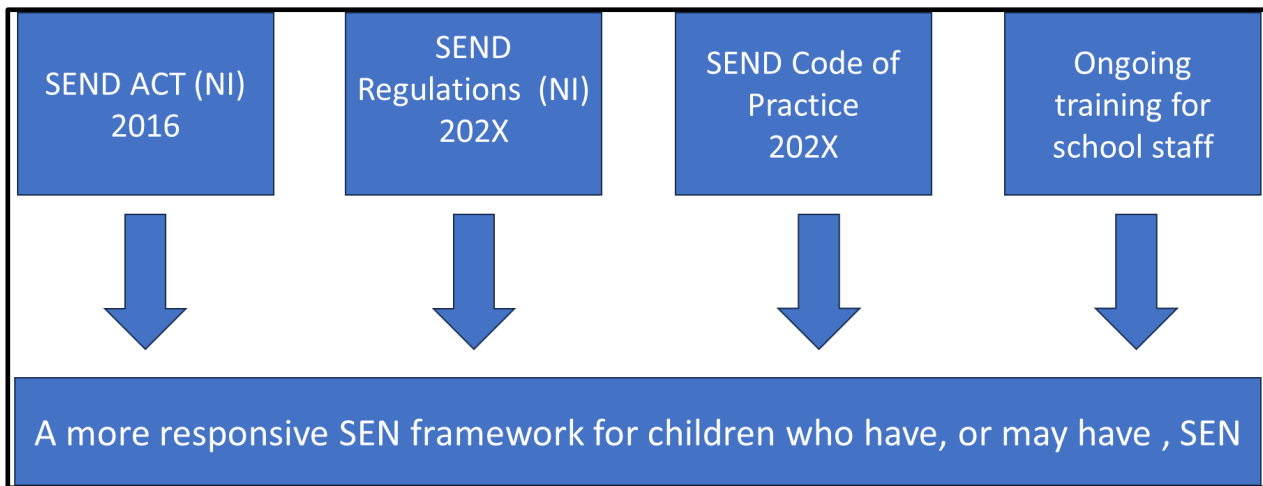 SEND ACT (NI)
2016
SEND
Regulations (NI)
202X
SEND Code of
Practice
202X
Ongoing
training for
school staff
A more responsive SEN framework for children who have, or may have , SEN